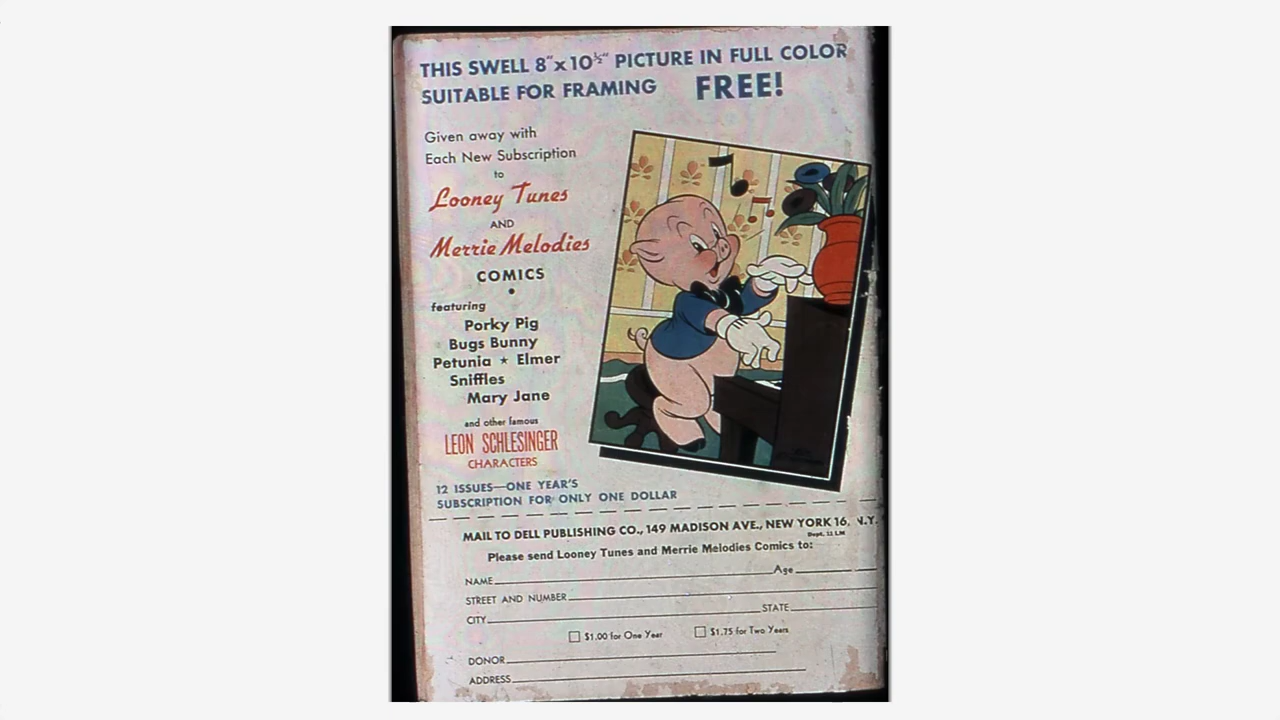 THIS SWELL 8"x10½" PICTURE IN FULL COLOR
SUITABLE FOR FRAMING FREE!
Given away with
Each New Subscription
to
Looney Tunes
AND
Merrie Melodies
COMICS
•
featuring
Porky Pig
Bugs Bunny
Petunia ★ Elmer
Sniffles
Mary Jane
and other famous
LEON SCHLESINGER
CHARACTERS
12 ISSUES—ONE YEAR'S
SUBSCRIPTION FOR ONLY ONE DOLLAR
MAIL TO DELL PUBLISHING CO., 149 MADISON AVE., NEW YORK 16, N.Y.
Dept. 11 LM
Please send Looney Tunes and Merrie Melodies Comics to:
NAME Age
STREET AND NUMBER
CITY STATE
☐ $1.00 for One Year ☐ $1.75 for Two Years
DONOR
ADDRESS